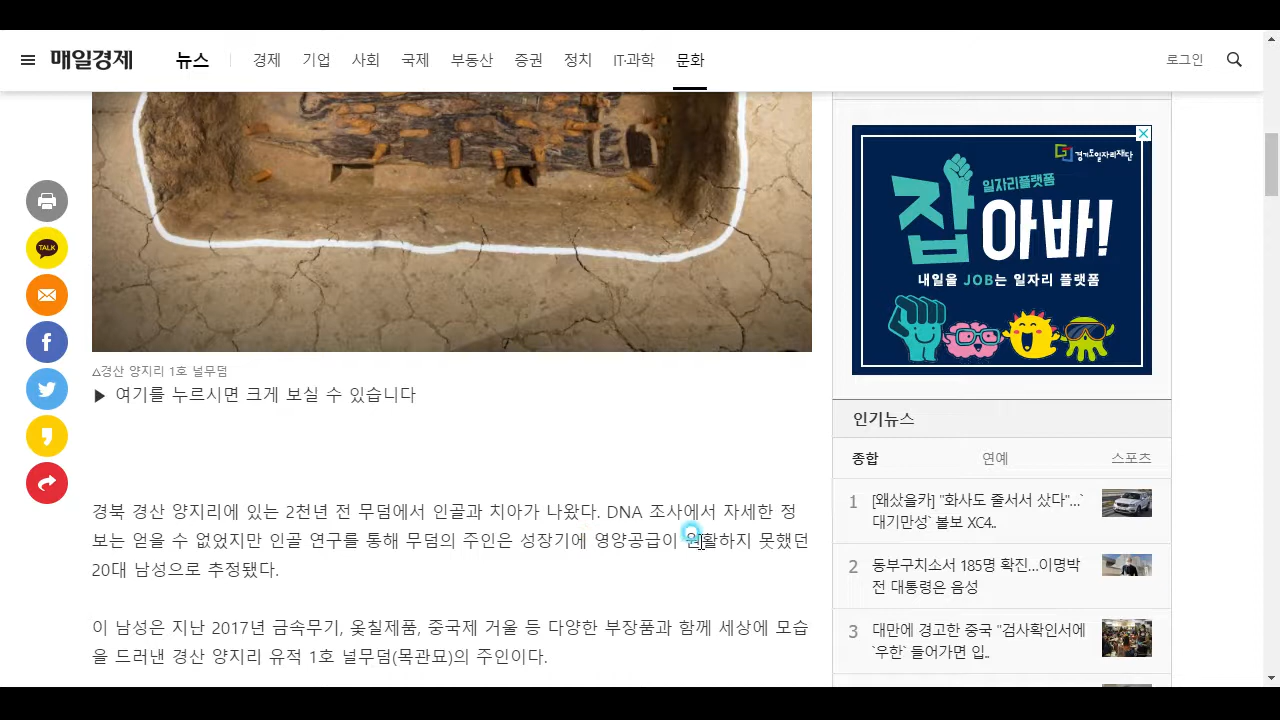 매일경제
뉴스
경제 기업 사회 국제 부동산 증권 정치 IT·과학 문화
로그인
TALK
△경산 양지리 1호 널무덤
▶ 여기를 누르시면 크게 보실 수 있습니다
경북 경산 양지리에 있는 2천년 전 무덤에서 인골과 치아가 나왔다. DNA 조사에서 자세한 정
보는 얻을 수 없었지만 인골 연구를 통해 무덤의 주인은 성장기에 영양공급이 원활하지 못했던
20대 남성으로 추정됐다.
이 남성은 지난 2017년 금속무기, 옻칠제품, 중국제 거울 등 다양한 부장품과 함께 세상에 모습
을 드러낸 경산 양지리 유적 1호 널무덤(목관묘)의 주인이다.
경기도일자리재단
일자리플랫폼
잡아바!
내일을 JOB는 일자리 플랫폼
인기뉴스
종합 연예 스포츠
1 [왜샀을카] "화사도 줄서서 샀다"...`
대기만성` 볼보 XC4..
2 동부구치소서 185명 확진...이명박
전 대통령은 음성
3 대만에 경고한 중국 "검사확인서에
`우한` 들어가면 입..